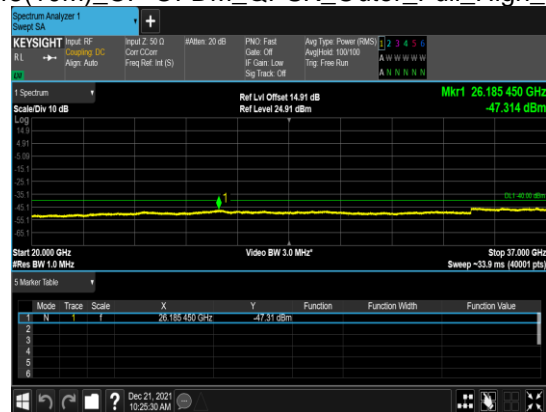 Spectrum Analyzer 1
Swept SA
KEYSIGHT Input: RF Input Z: 50 Ω #Atten: 20 dB PNO: Fast Avg Type: Power (RMS) 1 2 3 4 5 6
RL Coupling: DC Corr CCorr Gate: Off Avg|Hold: 100/100 A W W W W W
Align: Auto Freq Ref: Int (S) IF Gain: Low Trig: Free Run
Sig Track: Off A N N N N N
1 Spectrum Ref Lvl Offset 14.91 dB Mkr1 26.185 450 GHz
Scale/Div 10 dB Ref Level 24.91 dBm -47.314 dBm
Log
14.9
4.91
-5.09
-15.1
-25.1
-35.1 1 DL1 -40.00 dBm
-45.1
-55.1
-65.1
Start 20.000 GHz Video BW 3.0 MHz* Stop 37.000 GHz
#Res BW 1.0 MHz Sweep ~33.9 ms (40001 pts)
5 Marker Table
Mode Trace Scale X Y Function Function Width Function Value
1 N 1 f 26.185 450 GHz -47.31 dBm
2
3
4
5
6
Dec 21, 2021
10:25:30 AM